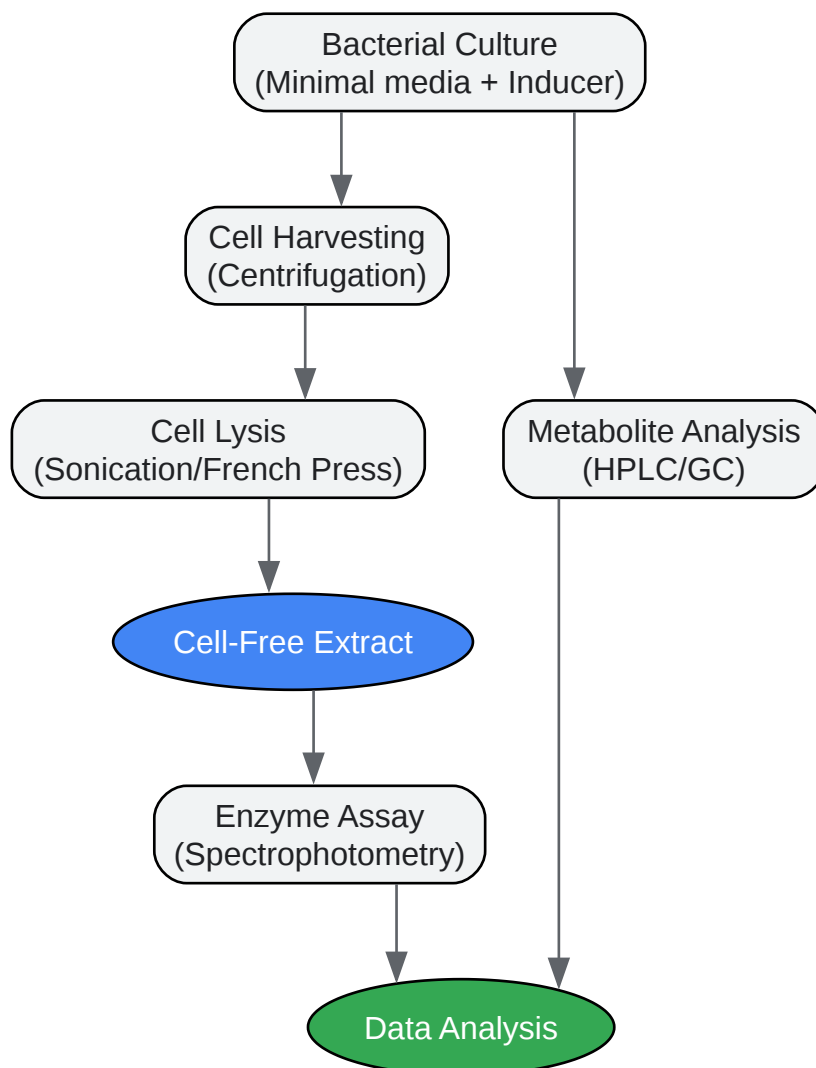 Bacterial Culture
(Minimal media + Inducer)
Cell Harvesting
(Centrifugation)
Cell Lysis
(Sonication/French Press)
Metabolite Analysis
(HPLC/GC)
Cell-Free Extract
Enzyme Assay
(Spectrophotometry)
Data Analysis